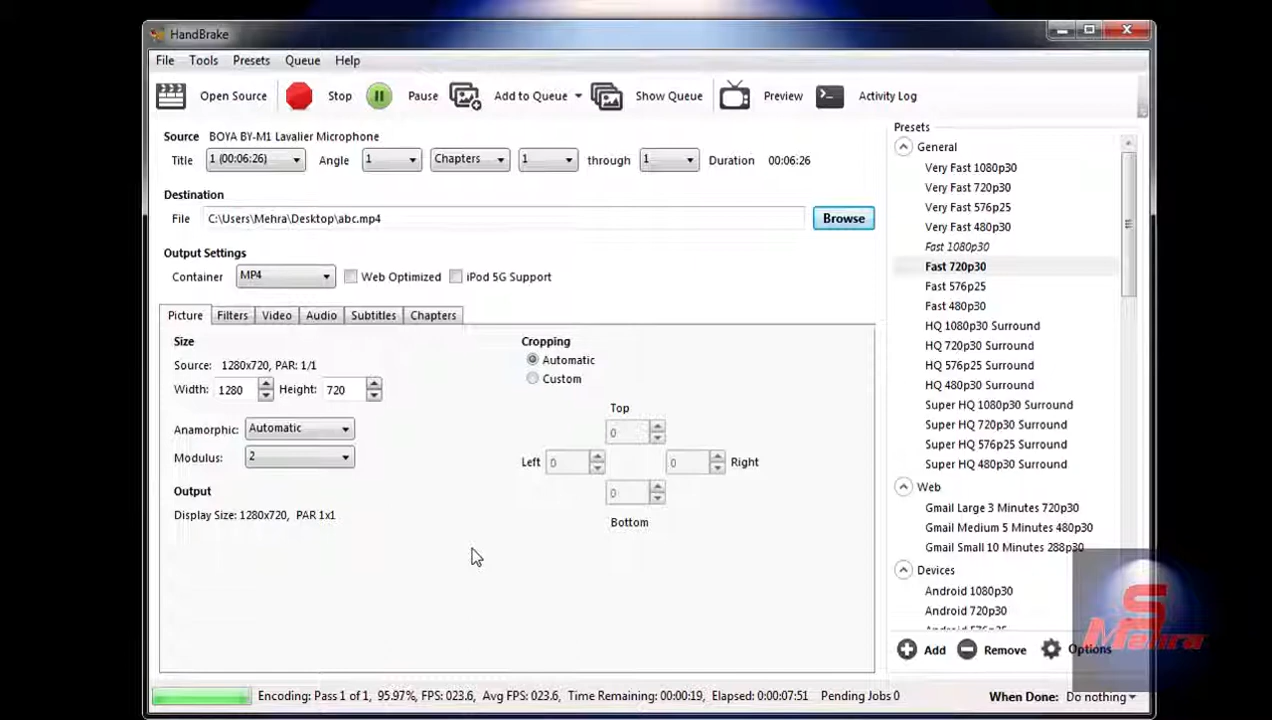 HandBrake
File Tools Presets Queue Help
Open Source Stop Pause Add to Queue Show Queue Preview Activity Log
Source BOYA BY-M1 Lavalier Microphone
Title 1 (00:06:26) Angle 1 Chapters 1 through 1 Duration 00:06:26
Destination
File C:\Users\Mehra\Desktop\abc.mp4 Browse
Output Settings
Container MP4 Web Optimized iPod 5G Support
Picture Filters Video Audio Subtitles Chapters
Size
Source: 1280x720, PAR: 1/1
Width: 1280 Height: 720
Anamorphic: Automatic
Modulus: 2
Output
Display Size: 1280x720, PAR 1x1
Cropping
Automatic
Custom
Top
0
Left 0 0 Right
0
Bottom
Presets
General
Very Fast 1080p30
Very Fast 720p30
Very Fast 576p25
Very Fast 480p30
Fast 1080p30
Fast 720p30
Fast 576p25
Fast 480p30
HQ 1080p30 Surround
HQ 720p30 Surround
HQ 576p25 Surround
HQ 480p30 Surround
Super HQ 1080p30 Surround
Super HQ 720p30 Surround
Super HQ 576p25 Surround
Super HQ 480p30 Surround
Web
Gmail Large 3 Minutes 720p30
Gmail Medium 5 Minutes 480p30
Gmail Small 10 Minutes 288p30
Devices
Android 1080p30
Android 720p30
Android 576p25
Add Remove Options
S
Mehra
Encoding: Pass 1 of 1, 95.97%, FPS: 023.6, Avg FPS: 023.6, Time Remaining: 00:00:19, Elapsed: 0:00:07:51 Pending Jobs 0
When Done: Do nothing